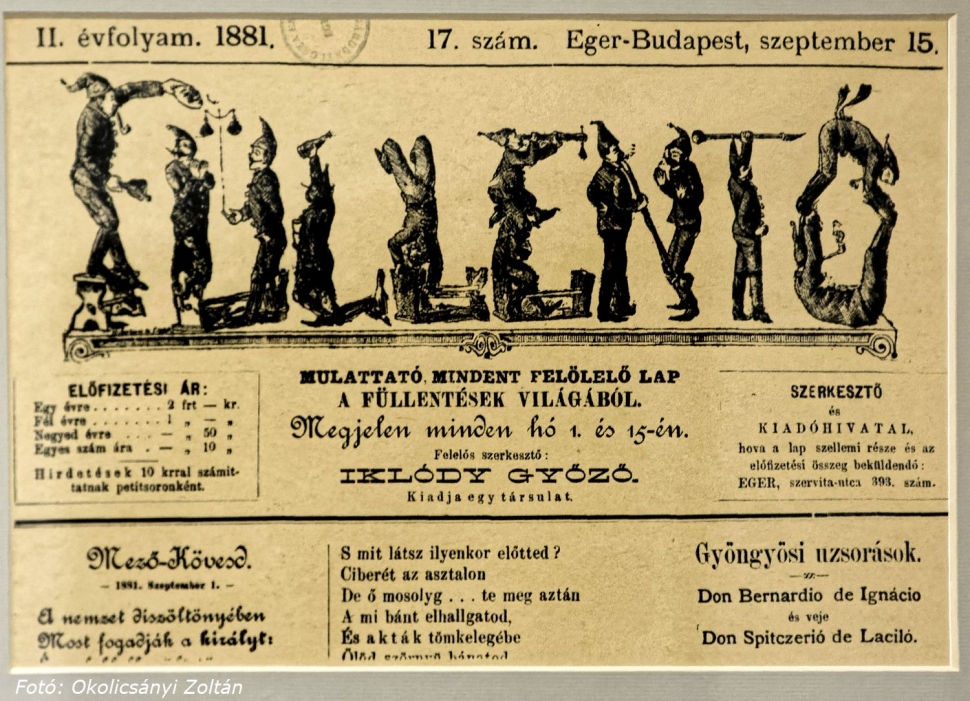 II. évfolyam. 1881.
17. szám. Eger-Budapest, szeptember 15.
FÜLLENTŐ
ELŐFIZETÉSI ÁR:
Egy évre . . . . . . . 2 frt — kr.
Fél évre . . . . . . . 1 „ — „
Negyed évre . . — „ 50 „
Egyes szám ára . — „ 10 „
Hirdetések 10 krral számit-
tatnak petitsoronként.
MULATTATÓ, MINDENT FELÖLELŐ LAP
A FÜLLENTÉSEK VILÁGÁBÓL.
Megjelen minden hó 1. és 15-én.
Felelős szerkesztő:
IKLÓDY GYŐZŐ.
Kiadja egy társulat.
SZERKESZTŐ
és
KIADÓHIVATAL,
hova a lap szellemi része és az
előfizetési összeg beküldendő:
EGER, szervita-utca 393. szám.
Mező-Kövesd.
– 1881. Szeptember 1. –
A nemzet diszöltönyében
Most fogadják a királyt:
S mit látsz ilyenkor előtted?
Ciberét az asztalon
De ő mosolyg . . . te meg aztán
A mi bánt elhallgatod,
És akták tömkelegébe
Gyöngyösi uzsorások.
Don Bernardio de Ignácio
és veje
Don Spitczerió de Laciló.
Fotó: Okolicsányi Zoltán